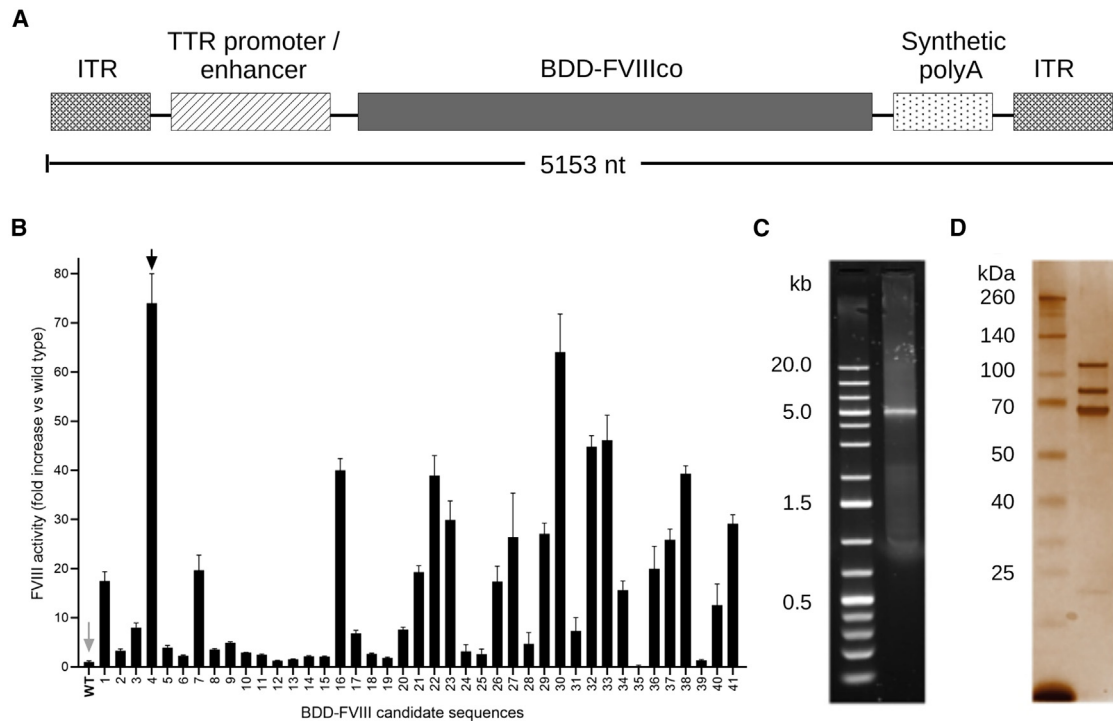 A
TTR promoter /
enhancer
ITR
BDD-FVIIIco
Synthetic
polyA
ITR
5153 nt
B
FVIII activity (fold increase vs wild type)
80
70
60
50
40
30
20
10
0
WT 1 2 3 4 5 6 7 8 9 10 11 12 13 14 15 16 17 18 19 20 21 22 23 24 25 26 27 28 29 30 31 32 33 34 35 36 37 38 39 40 41
BDD-FVIII candidate sequences
C
kb
20.0
5.0
1.5
0.5
D
kDa
260
140
100
70
50
40
25